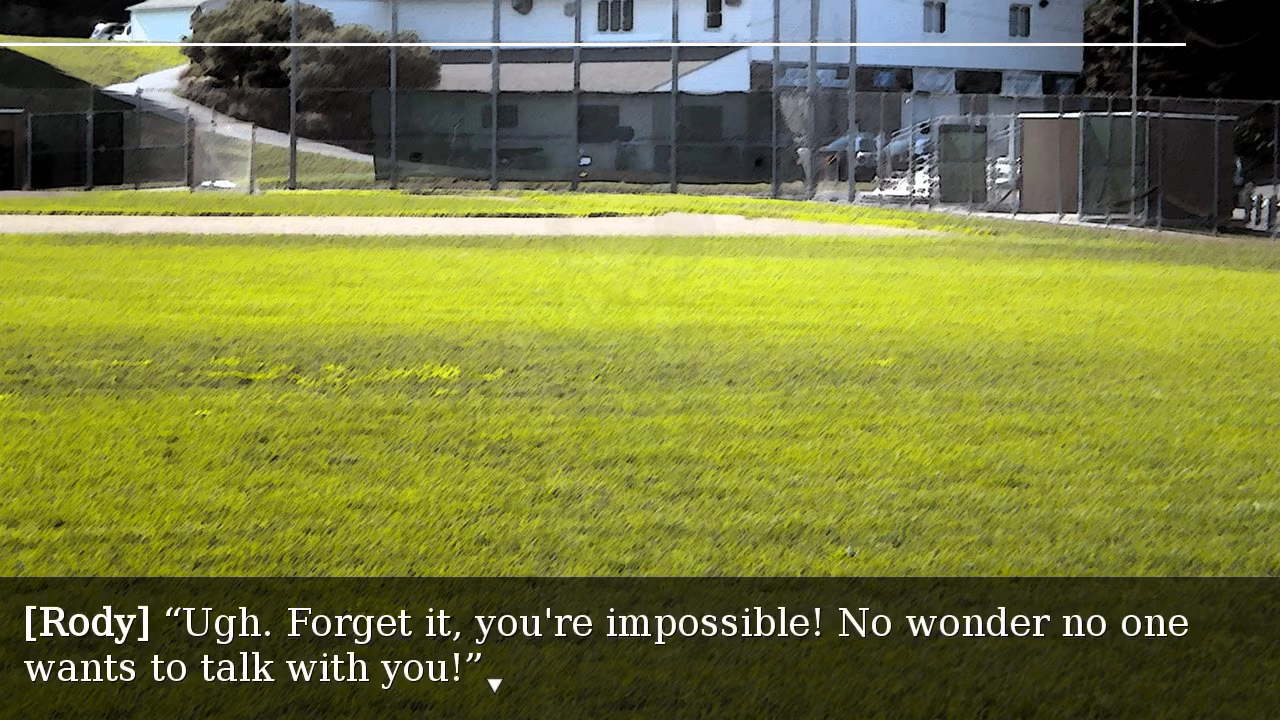 [Rody] “Ugh. Forget it, you're impossible! No wonder no one
wants to talk with you!”